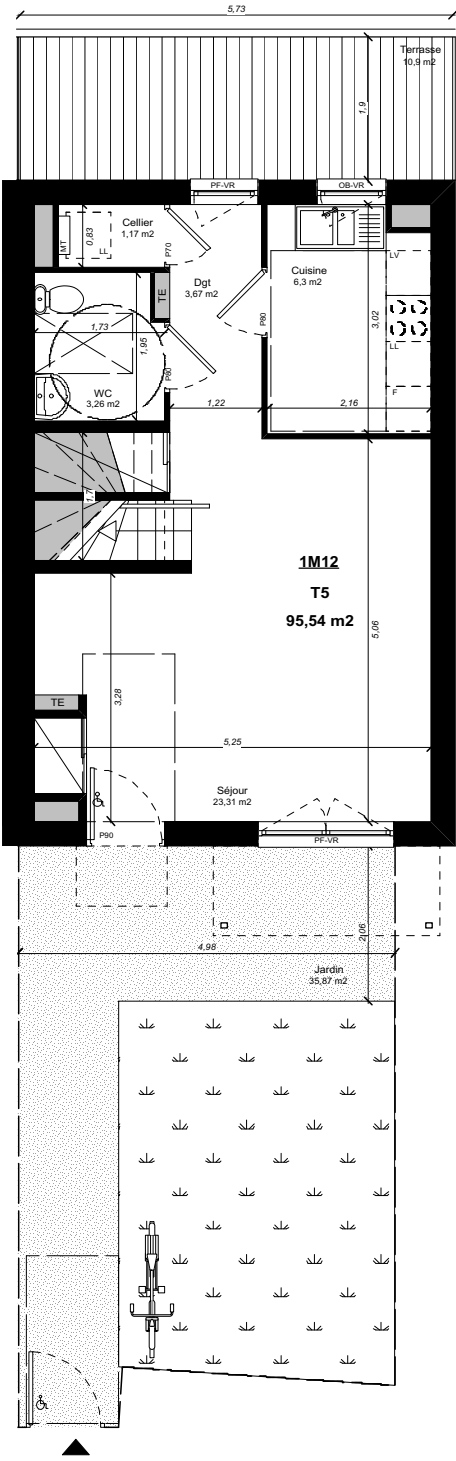 5,73
Terrasse
10,9 m2
1,9
PF-VR
OB-VR
Cellier
1,17 m2
0,83
MT
F
P70
Dgt
3,67 m2
Cuisine
6,3 m2
LV
TE
3,02
LL
1,73
1,95
P80
P80
WC
3,26 m2
F
1,22
2,16
1,7
1M12
T5
95,54 m2
5,06
3,28
TE
5,25
Séjour
23,31 m2
P90
PF-VR
2,06
4,98
Jardin
35,87 m2